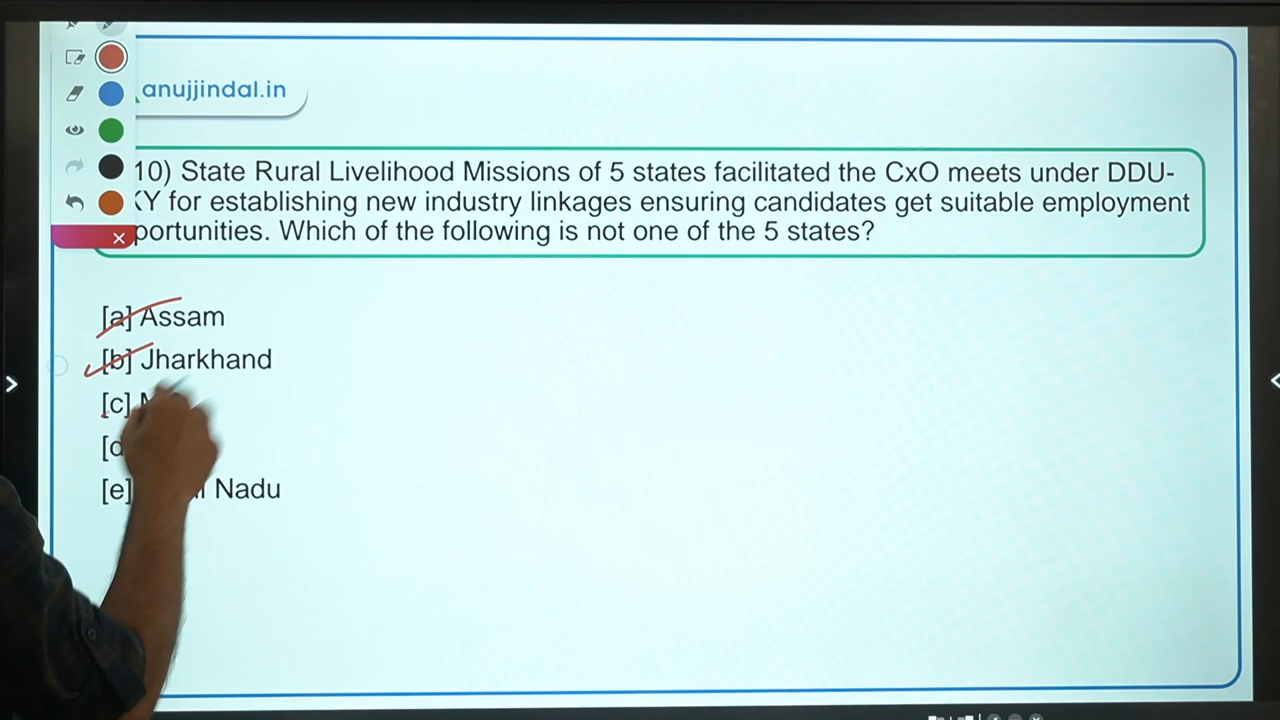 anujjindal.in
10) State Rural Livelihood Missions of 5 states facilitated the CxO meets under DDU-
KY for establishing new industry linkages ensuring candidates get suitable employment
portunities. Which of the following is not one of the 5 states?
[a] Assam
[b] Jharkhand
[c]
[d
[e] Nadu